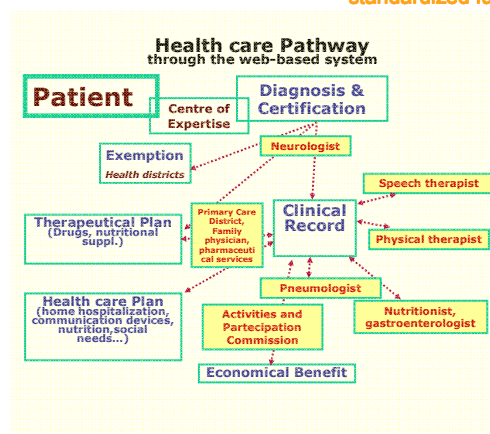 Health care Pathway
through the web-based system
Patient
Centre of
Expertise
Diagnosis &
Certification
Neurologist
Exemption
Health districts
Speech therapist
Therapeutical Plan
(Drugs, nutritional
suppl.)
Primary Care
District,
Family
physician,
pharmaceuti
cal services
Clinical
Record
Physical therapist
Pneumologist
Health care Plan
(home hospitalization,
communication devices,
nutrition,social
needs...)
Activities and
Partecipation
Commission
Nutritionist,
gastroenterologist
Economical Benefit